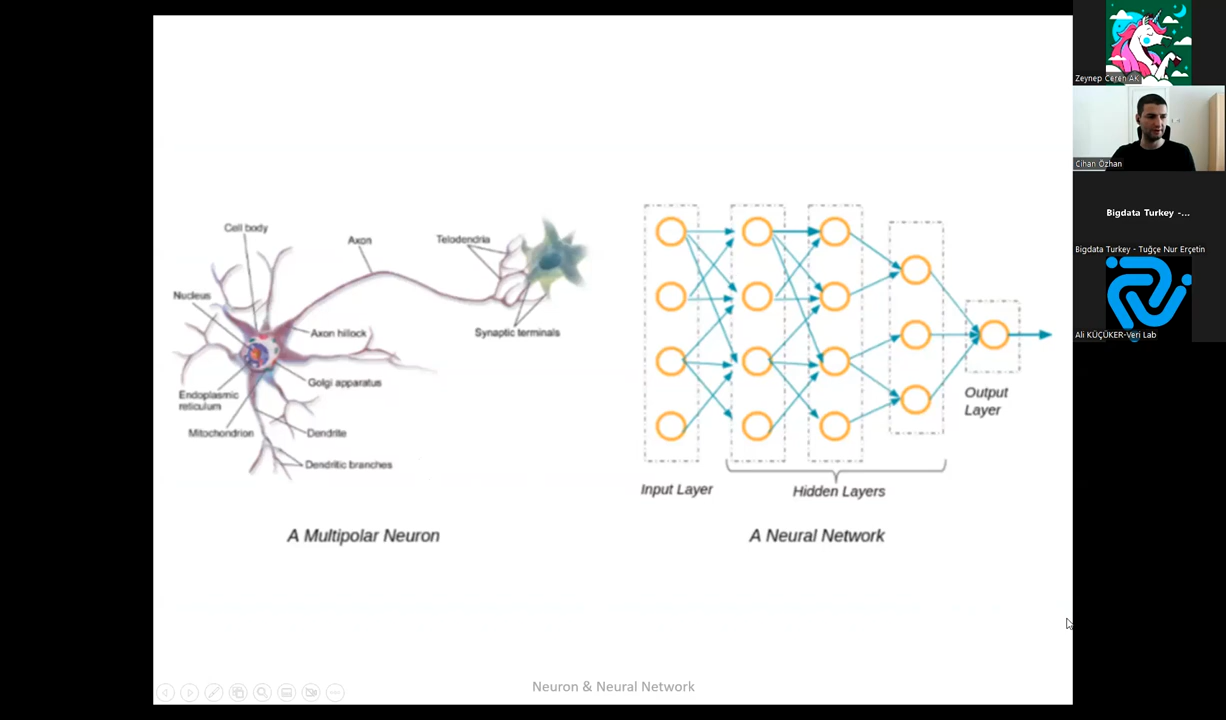 Cell body
Axon
Telodendria
Nucleus
Axon hillock
Synaptic terminals
Golgi apparatus
Endoplasmic
reticulum
Mitochondrion
Dendrite
Dendritic branches
A Multipolar Neuron
Input Layer
Hidden Layers
Output
Layer
A Neural Network
Neuron & Neural Network
Zeynep Ceren AK
Cihan Özhan
Bigdata Turkey -...
Bigdata Turkey - Tuğçe Nur Erçetin
Ali KÜÇÜKER-Veri Lab